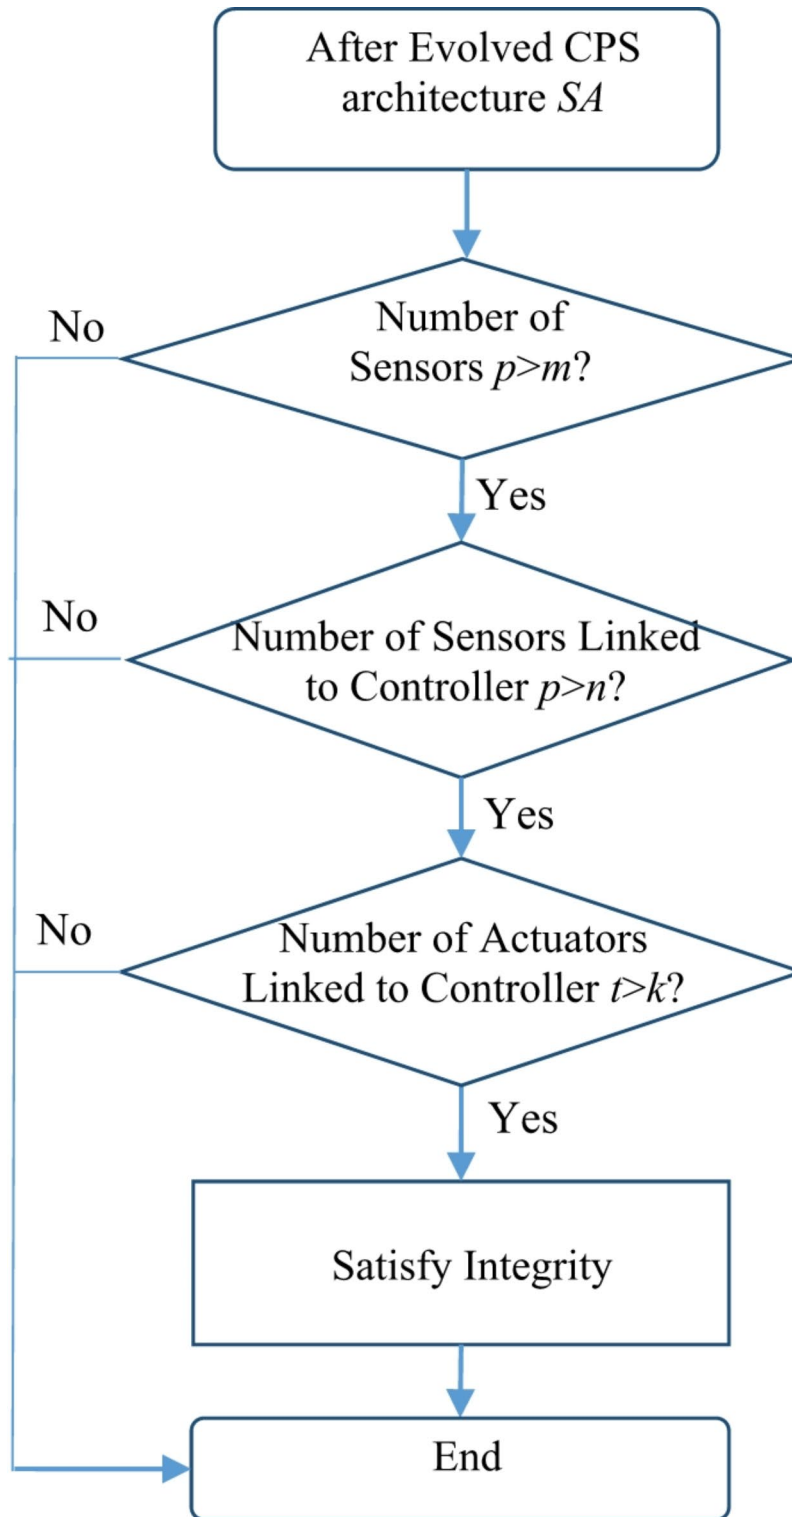 After Evolved CPS
architecture SA
No
Number of
Sensors p>m?
Yes
No
Number of Sensors Linked
to Controller p>n?
Yes
No
Number of Actuators
Linked to Controller t>k?
Yes
Satisfy Integrity
End